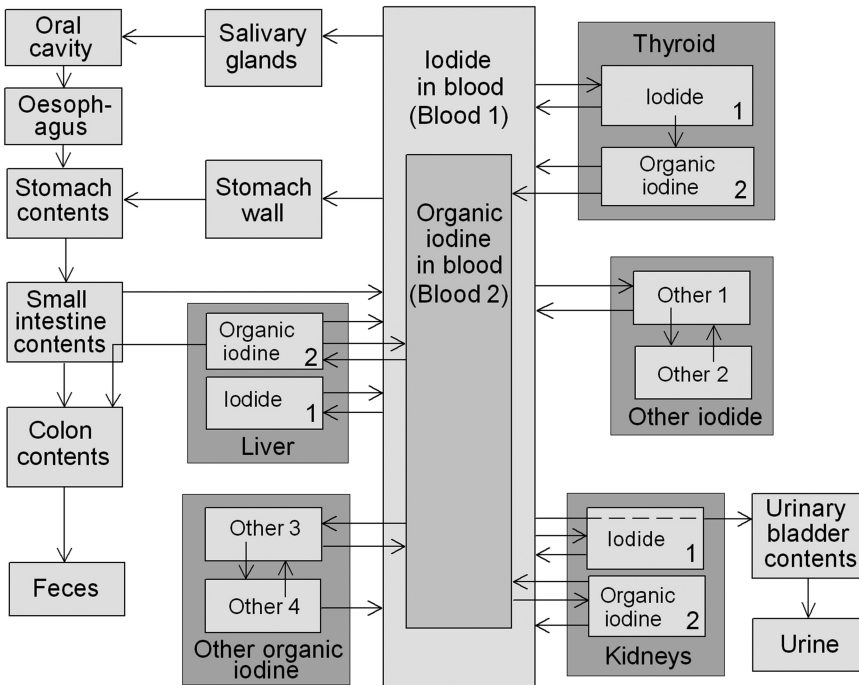 Oral
cavity
Salivary
glands
Oesoph-
agus
Stomach
contents
Stomach
wall
Small
intestine
contents
Colon
contents
Feces
Organic
iodine
2
Iodide
1
Liver
Other 3
Other 4
Other organic
iodine
Iodide
in blood
(Blood 1)
Organic
iodine
in blood
(Blood 2)
Thyroid
Iodide
1
Organic
iodine
2
Other 1
Other 2
Other iodide
Iodide
1
Organic
iodine
2
Kidneys
Urinary
bladder
contents
Urine